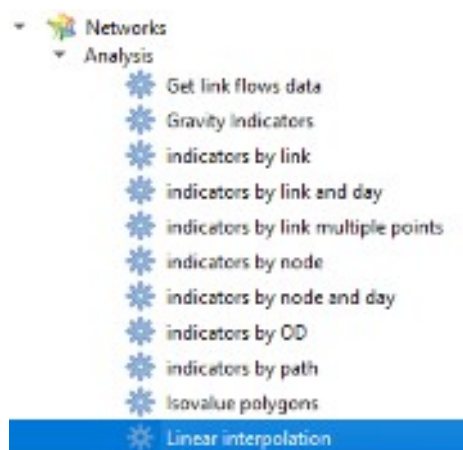 Networks
Analysis
Get link flows data
Gravity Indicators
indicators by link
indicators by link and day
indicators by link multiple points
indicators by node
indicators by node and day
indicators by OD
indicators by path
Isovalue polygons
Linear interpolation